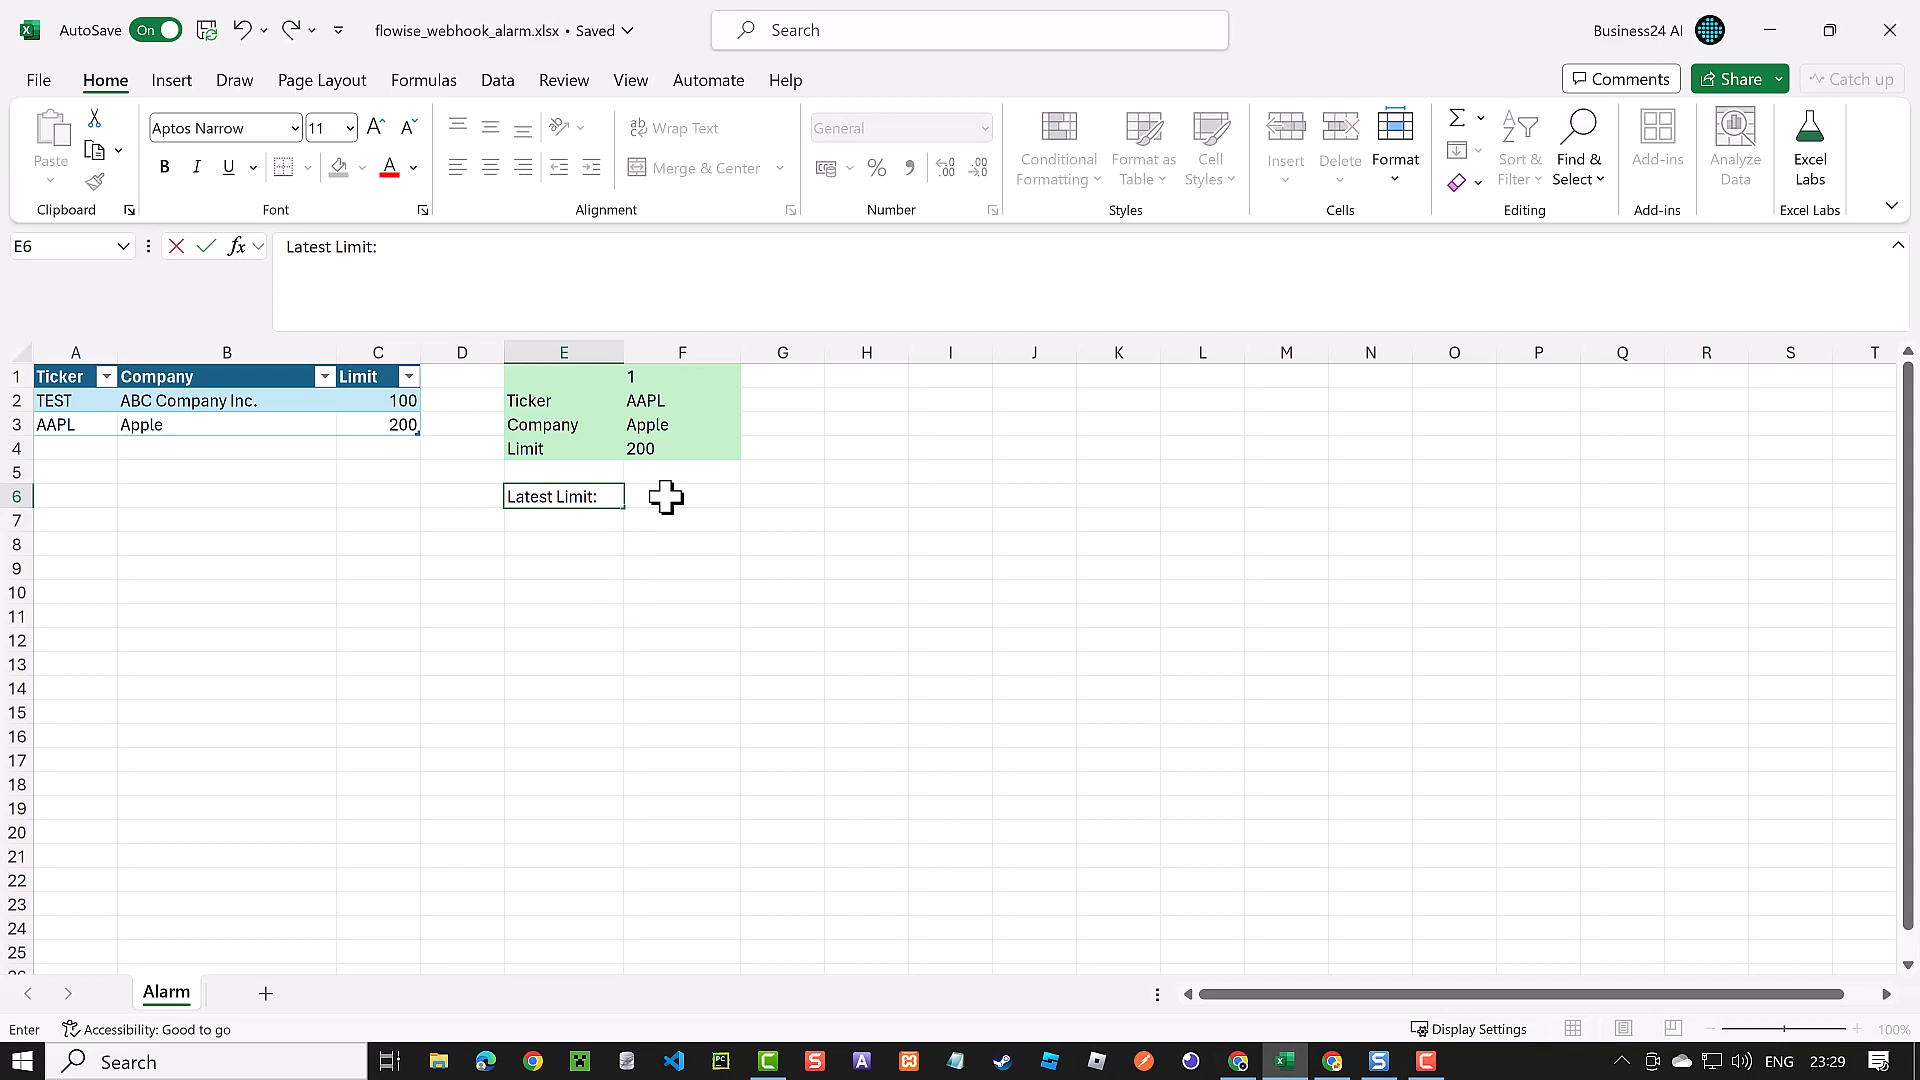 AutoSave On flowise_webhook_alarm.xlsx • Saved Search Business24 AI
File Home Insert Draw Page Layout Formulas Data Review View Automate Help Comments Share Catch up
Paste Aptos Narrow 11 Wrap Text General Conditional Formatting Format as Table Cell Styles Insert Delete Format Sort & Filter Find & Select Add-ins Analyze Data Excel Labs
B I U A Merge & Center
Clipboard Font Alignment Number Styles Cells Editing Add-ins Excel Labs
E6 fx Latest Limit:
A B C D E F G H I J K L M N O P Q R S T
1 Ticker Company Limit 1
2 TEST ABC Company Inc. 100 Ticker AAPL
3 AAPL Apple 200 Company Apple
4 Limit 200
5
6 Latest Limit:
7
8
9
10
11
12
13
14
15
16
17
18
19
20
21
22
23
24
25
Alarm
Enter Accessibility: Good to go Display Settings 100%
Search ENG 23:29